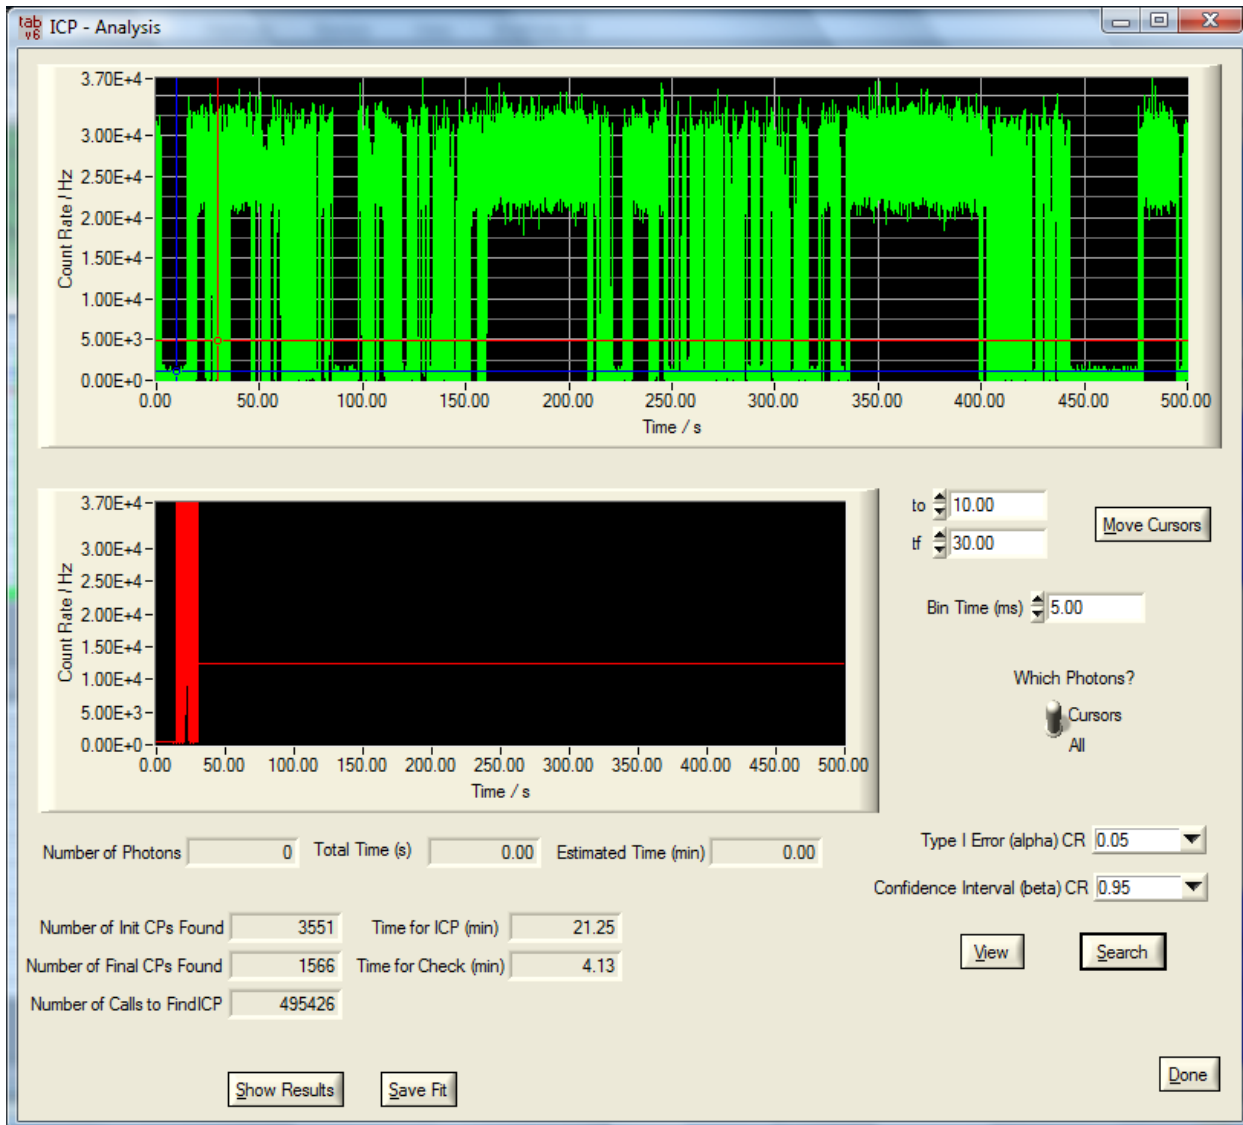 tab v6 ICP - Analysis
3.70E+4
3.00E+4
2.50E+4
2.00E+4
1.50E+4
1.00E+4
5.00E+3
0.00E+0
Count Rate / Hz
0.00 50.00 100.00 150.00 200.00 250.00 300.00 350.00 400.00 450.00 500.00
Time / s
3.70E+4
3.00E+4
2.50E+4
2.00E+4
1.50E+4
1.00E+4
5.00E+3
0.00E+0
Count Rate / Hz
0.00 50.00 100.00 150.00 200.00 250.00 300.00 350.00 400.00 450.00 500.00
Time / s
to 10.00
tf 30.00
Move Cursors
Bin Time (ms) 5.00
Which Photons?
Cursors
All
Number of Photons 0 Total Time (s) 0.00 Estimated Time (min) 0.00
Type I Error (alpha) CR 0.05
Confidence Interval (beta) CR 0.95
Number of Init CPs Found 3551 Time for ICP (min) 21.25
Number of Final CPs Found 1566 Time for Check (min) 4.13
Number of Calls to FindICP 495426
View Search
Show Results Save Fit
Done